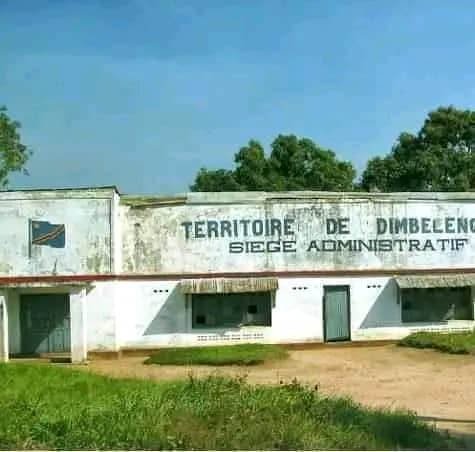 TERRITOIRE DE DIMBELENG
SIEGE ADMINISTRATIF